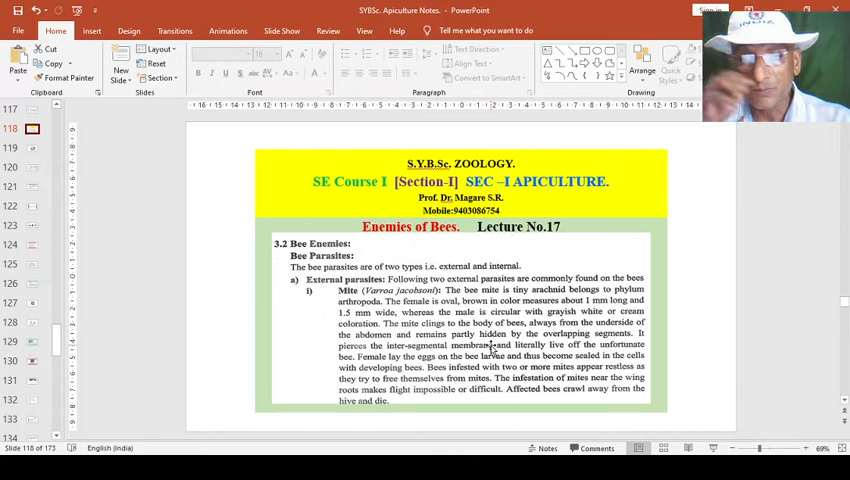 SYBSc. Apiculture Notes. - PowerPoint
Sign in
File Home Insert Draw Design Transitions Animations Slide Show Review View Help Tell me what you want to do
Cut
Copy
Format Painter
Paste
Clipboard
New
Slide
Layout
Reset
Section
Slides
16
Font
Paragraph
Text Direction
Align Text
Convert to SmartArt
Arrange
Quick
Styles
117
118
119
120
121
122
123
124
125
126
127
128
129
130
131
132
133
134
S.Y.B.Sc. ZOOLOGY.
SE Course I [Section-I] SEC –I APICULTURE.
Prof. Dr. Magare S.R.
Mobile:9403086754
Enemies of Bees. Lecture No.17
3.2 Bee Enemies:
Bee Parasites:
The bee parasites are of two types i.e. external and internal.
a) External parasites: Following two external parasites are commonly found on the bees
i) Mite (Varroa jacobsoni): The bee mite is tiny arachnid belongs to phylum
arthropoda. The female is oval, brown in color measures about 1 mm long and
1.5 mm wide, whereas the male is circular with grayish white or cream
coloration. The mite clings to the body of bees, always from the underside of
the abdomen and remains partly hidden by the overlapping segments. It
pierces the inter-segmental membrane and literally live off the unfortunate
bee. Female lay the eggs on the bee larvae and thus become sealed in the cells
with developing bees. Bees infested with two or more mites appear restless as
they try to free themselves from mites. The infestation of mites near the wing
roots makes flight impossible or difficult. Affected bees crawl away from the
hive and die.
Slide 118 of 173 English (India) Notes Comments 69%
INDIA